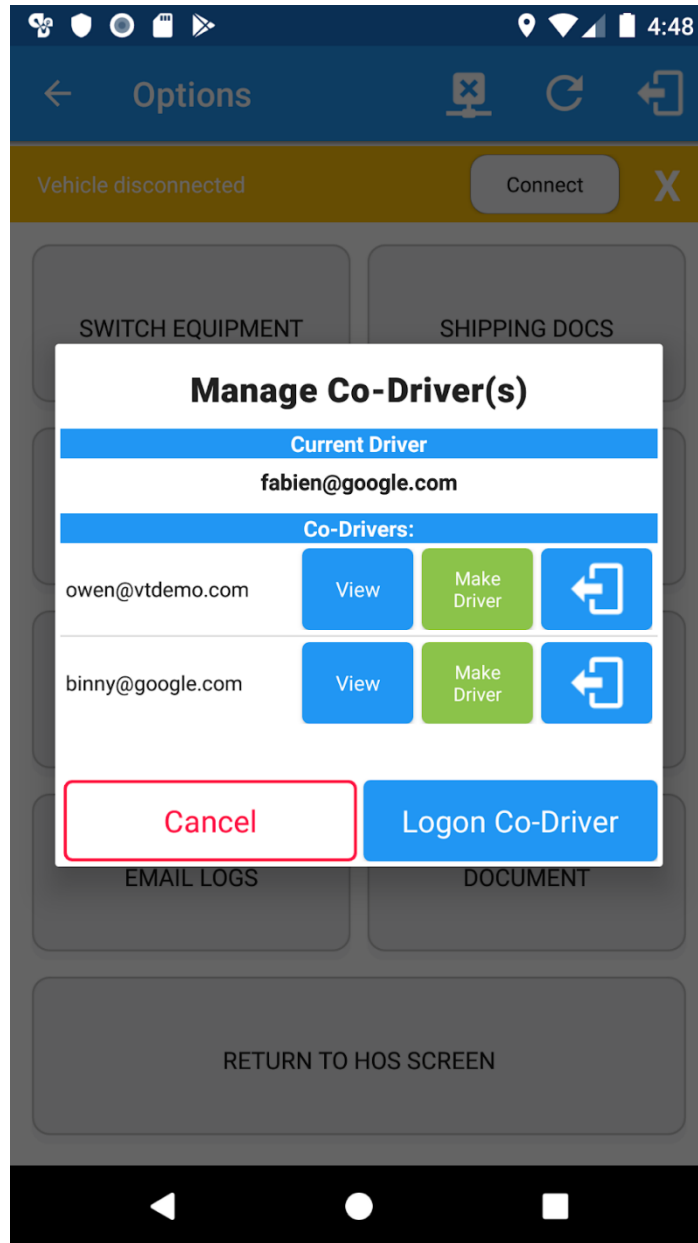 4:48
Options
Vehicle disconnected
Connect
X
SWITCH EQUIPMENT
SHIPPING DOCS
Manage Co-Driver(s)
Current Driver
fabien@google.com
Co-Drivers:
owen@vtdemo.com
View
Make
Driver
binny@google.com
View
Make
Driver
Cancel
Logon Co-Driver
EMAIL LOGS
DOCUMENT
RETURN TO HOS SCREEN